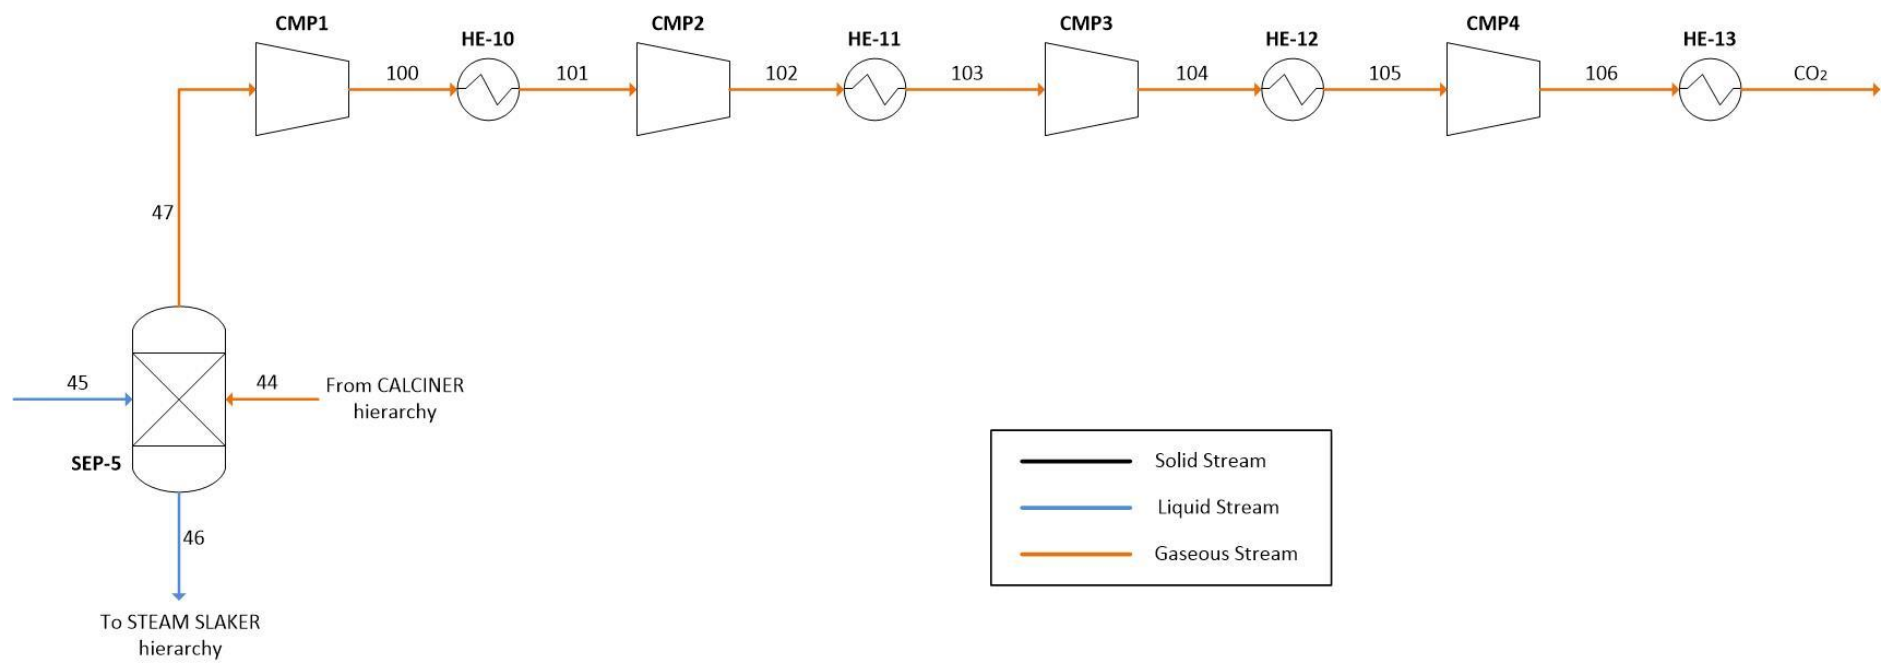 CMP1
CMP2
CMP3
CMP4
HE-10
HE-11
HE-12
HE-13
100
101
102
103
104
105
106
CO₂
47
45
44
From CALCINER
hierarchy
SEP-5
46
To STEAM SLAKER
hierarchy
Solid Stream
Liquid Stream
Gaseous Stream